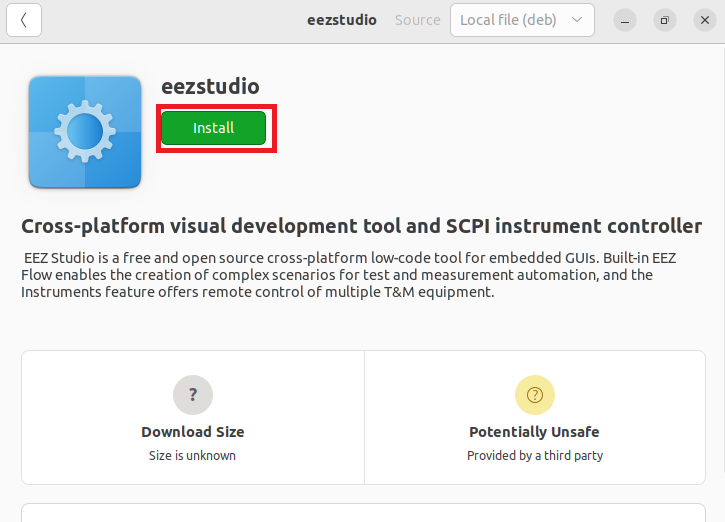 eezstudio Source Local file (deb)
eezstudio
Install
Cross-platform visual development tool and SCPI instrument controller
EEZ Studio is a free and open source cross-platform low-code tool for embedded GUIs. Built-in EEZ
Flow enables the creation of complex scenarios for test and measurement automation, and the
Instruments feature offers remote control of multiple T&M equipment.
?
Download Size
Size is unknown
?
Potentially Unsafe
Provided by a third party